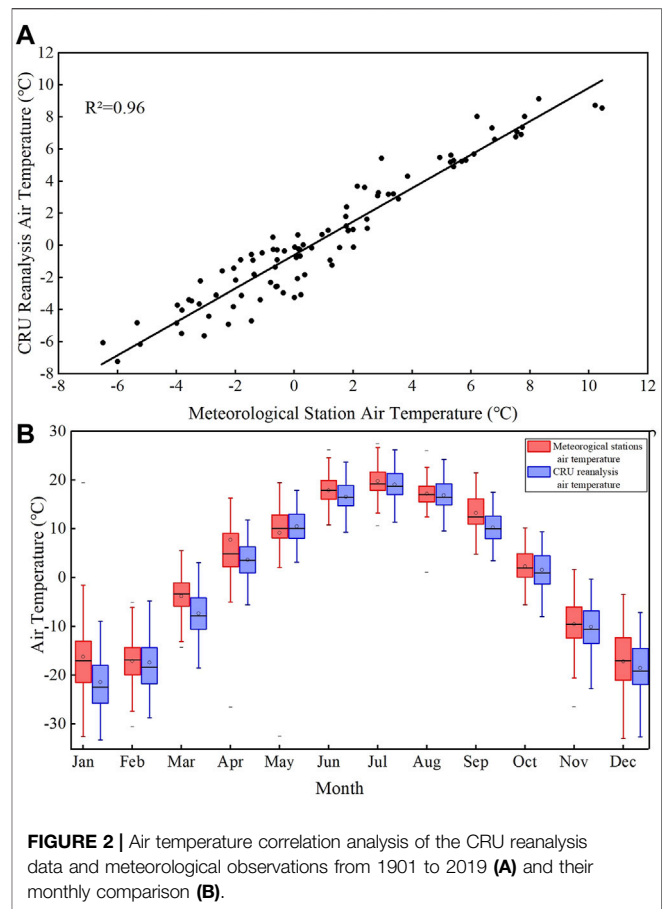 A
12
10
8
6
4
2
0
-2
-4
-6
-8
CRU Reanalysis Air Temperature (°C)
R²=0.96
-8 -6 -4 -2 0 2 4 6 8 10 12
Meteorological Station Air Temperature (°C)
B
30
20
10
0
-10
-20
-30
Air Temperature (°C)
Meteorogical stations
air temperature
CRU reanalysis
air temperature
Jan Feb Mar Apr May Jun Jul Aug Sep Oct Nov Dec
Month
FIGURE 2 | Air temperature correlation analysis of the CRU reanalysis
data and meteorological observations from 1901 to 2019 (A) and their
monthly comparison (B).